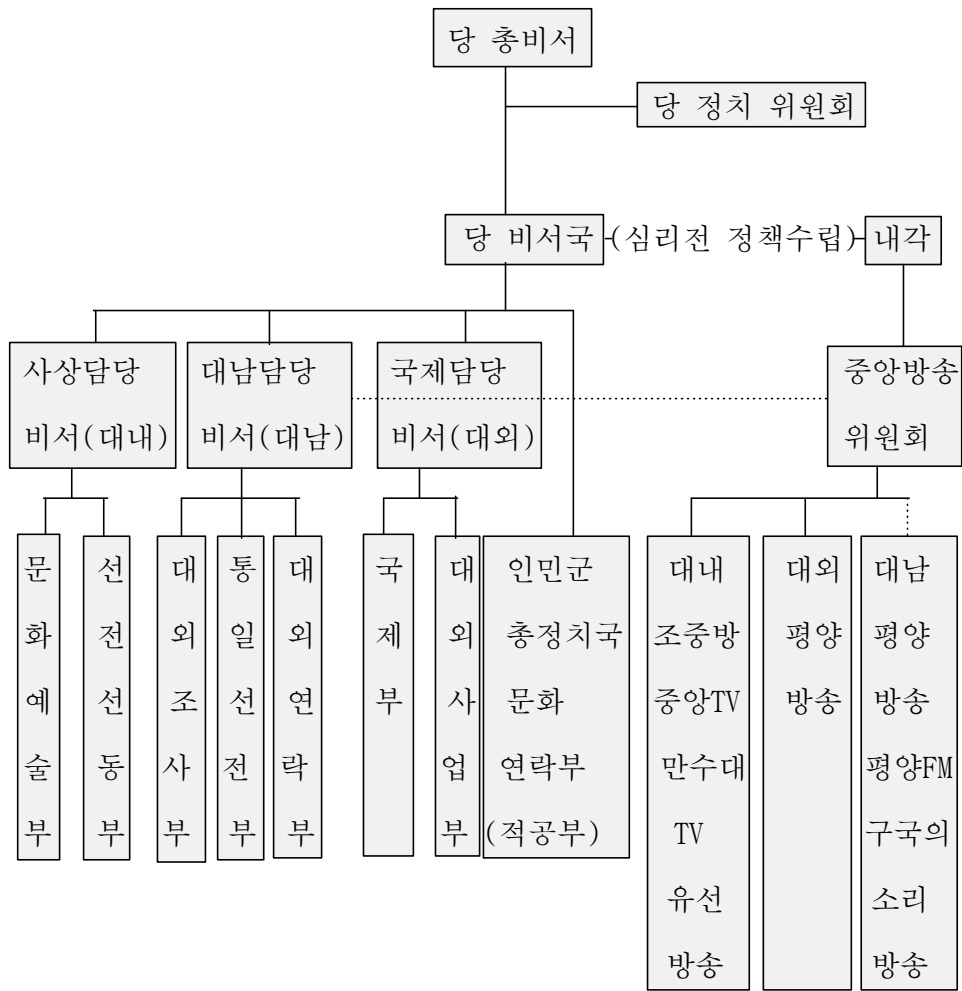 당 총비서
당 정치 위원회
당 비서국
(심리전 정책수립)
내각
사상담당
비서(대내)
대남담당
비서(대남)
국제담당
비서(대외)
중앙방송
위원회
문화예술부
선전선동부
대외조사부
통일선전부
대외연락부
국제부
대외사업부
인민군
총정치국
문화
연락부
(적공부)
대내
조중방
중앙TV
만수대
TV
유선
방송
대외
평양
방송
대남
평양
방송
평양FM
구국의
소리
방송